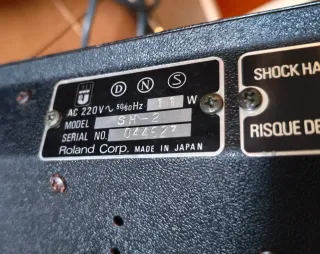 D N S
AC 220V~ 50/60Hz 11 W
MODEL SH-2
SERIAL NO. 044527
Roland Corp. MADE IN JAPAN
SHOCK HA
RISQUE DE